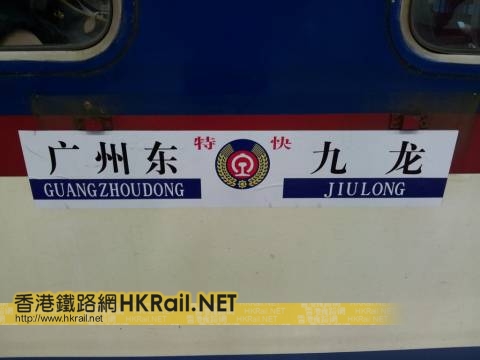 广州东 特 快 九龙
GUANGZHOUDONG JIULONG
香港鐵路網HKRail.NET
http://www.hkrail.net